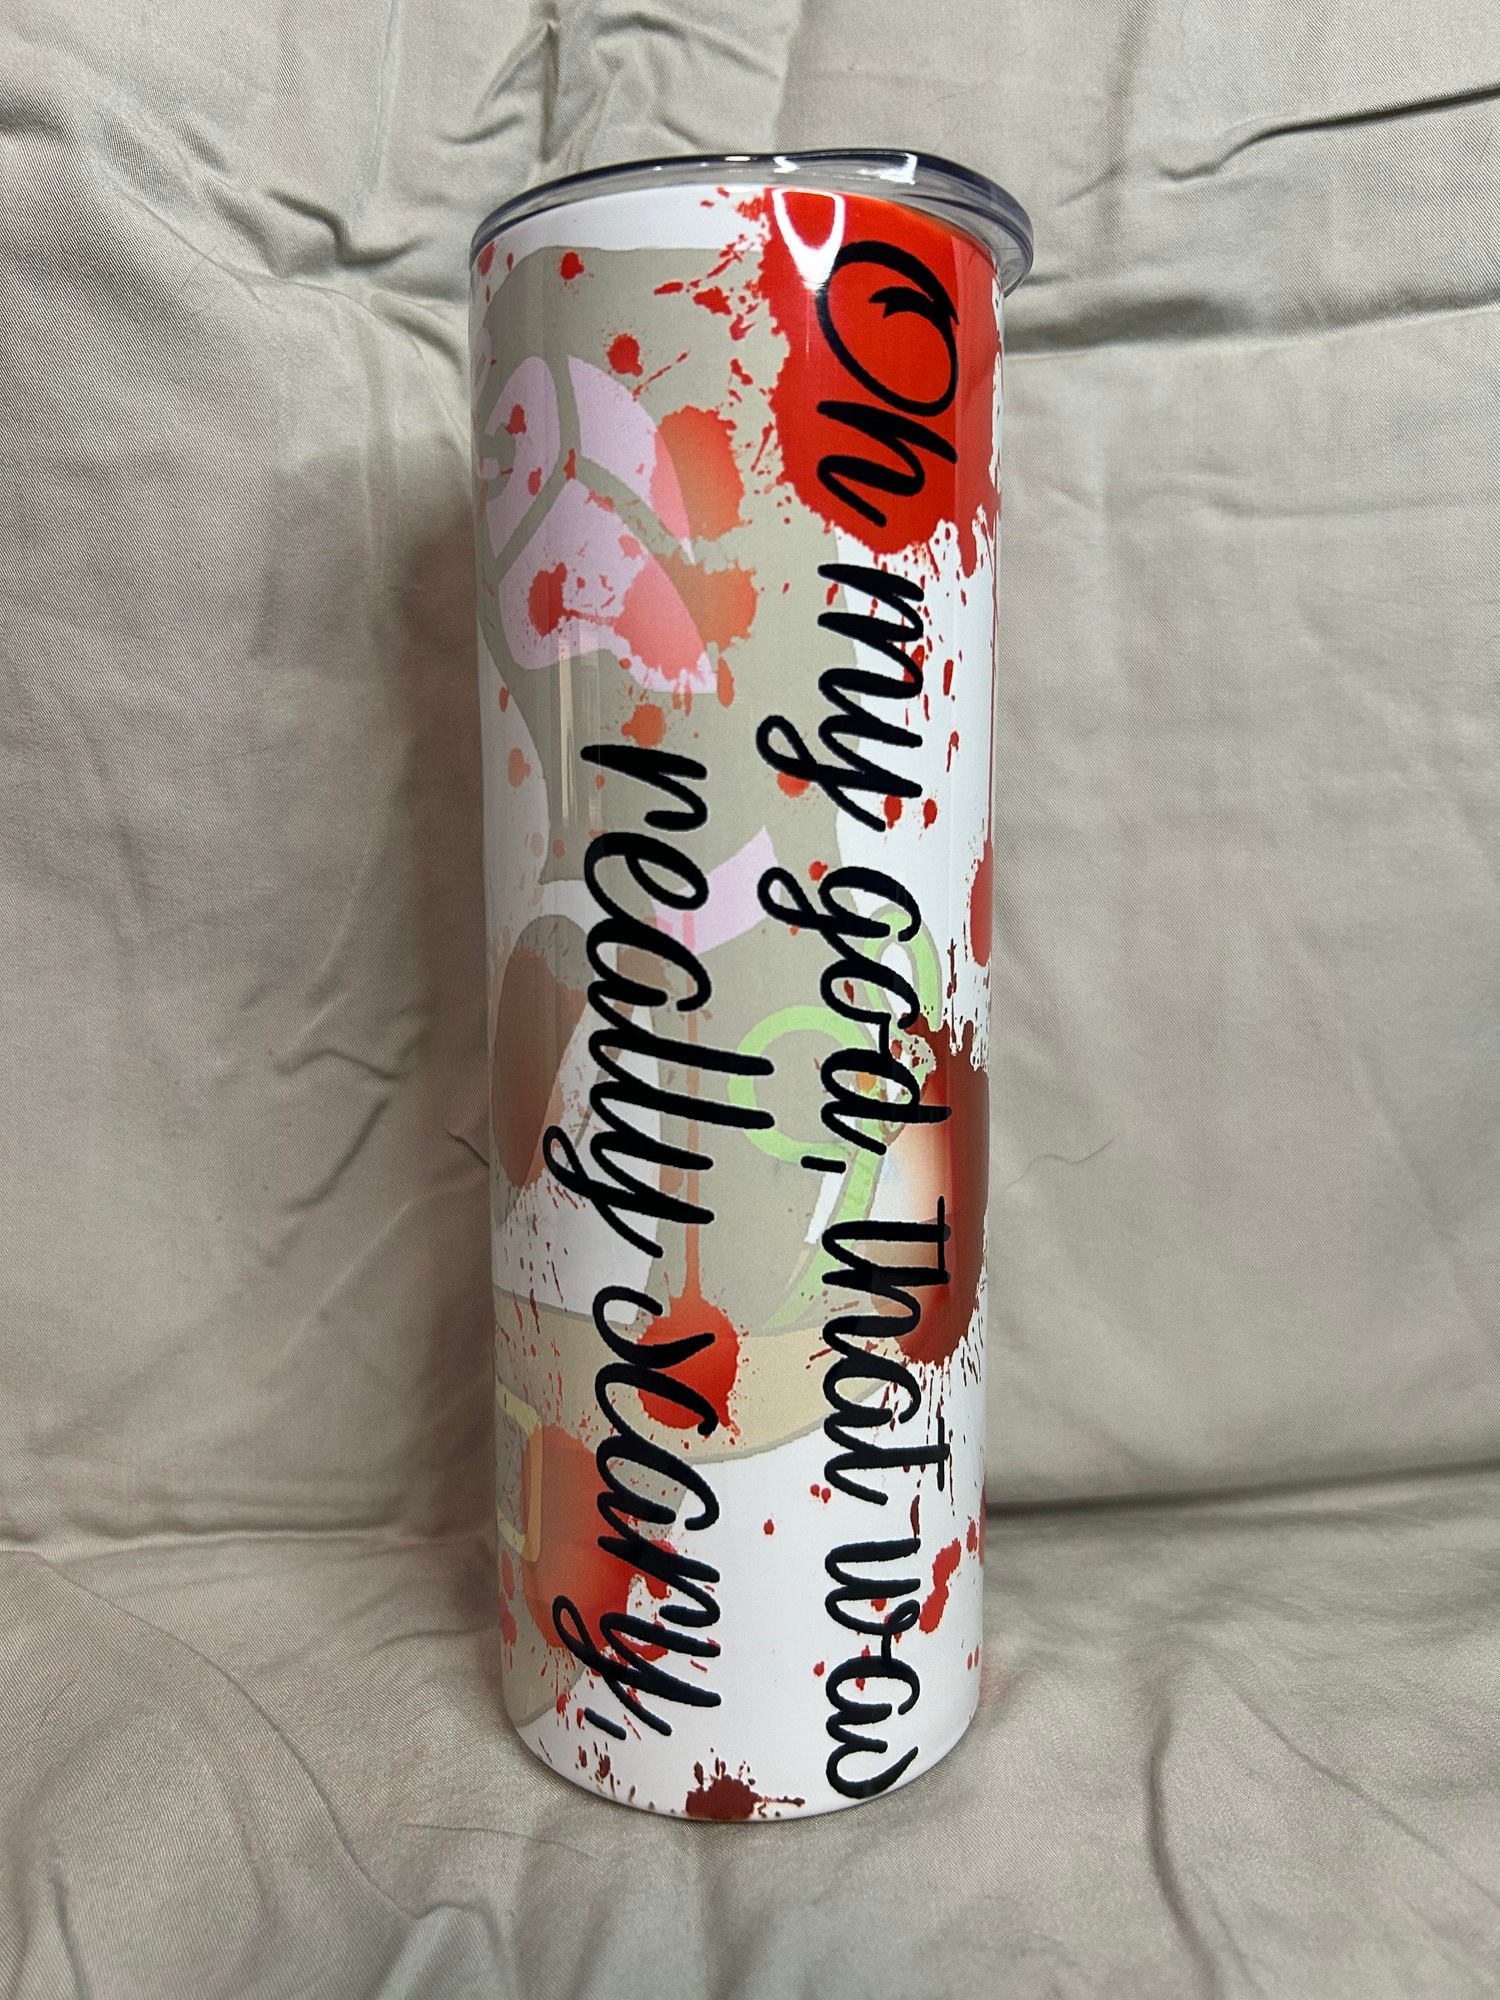 Oh my god, that was
really scary,